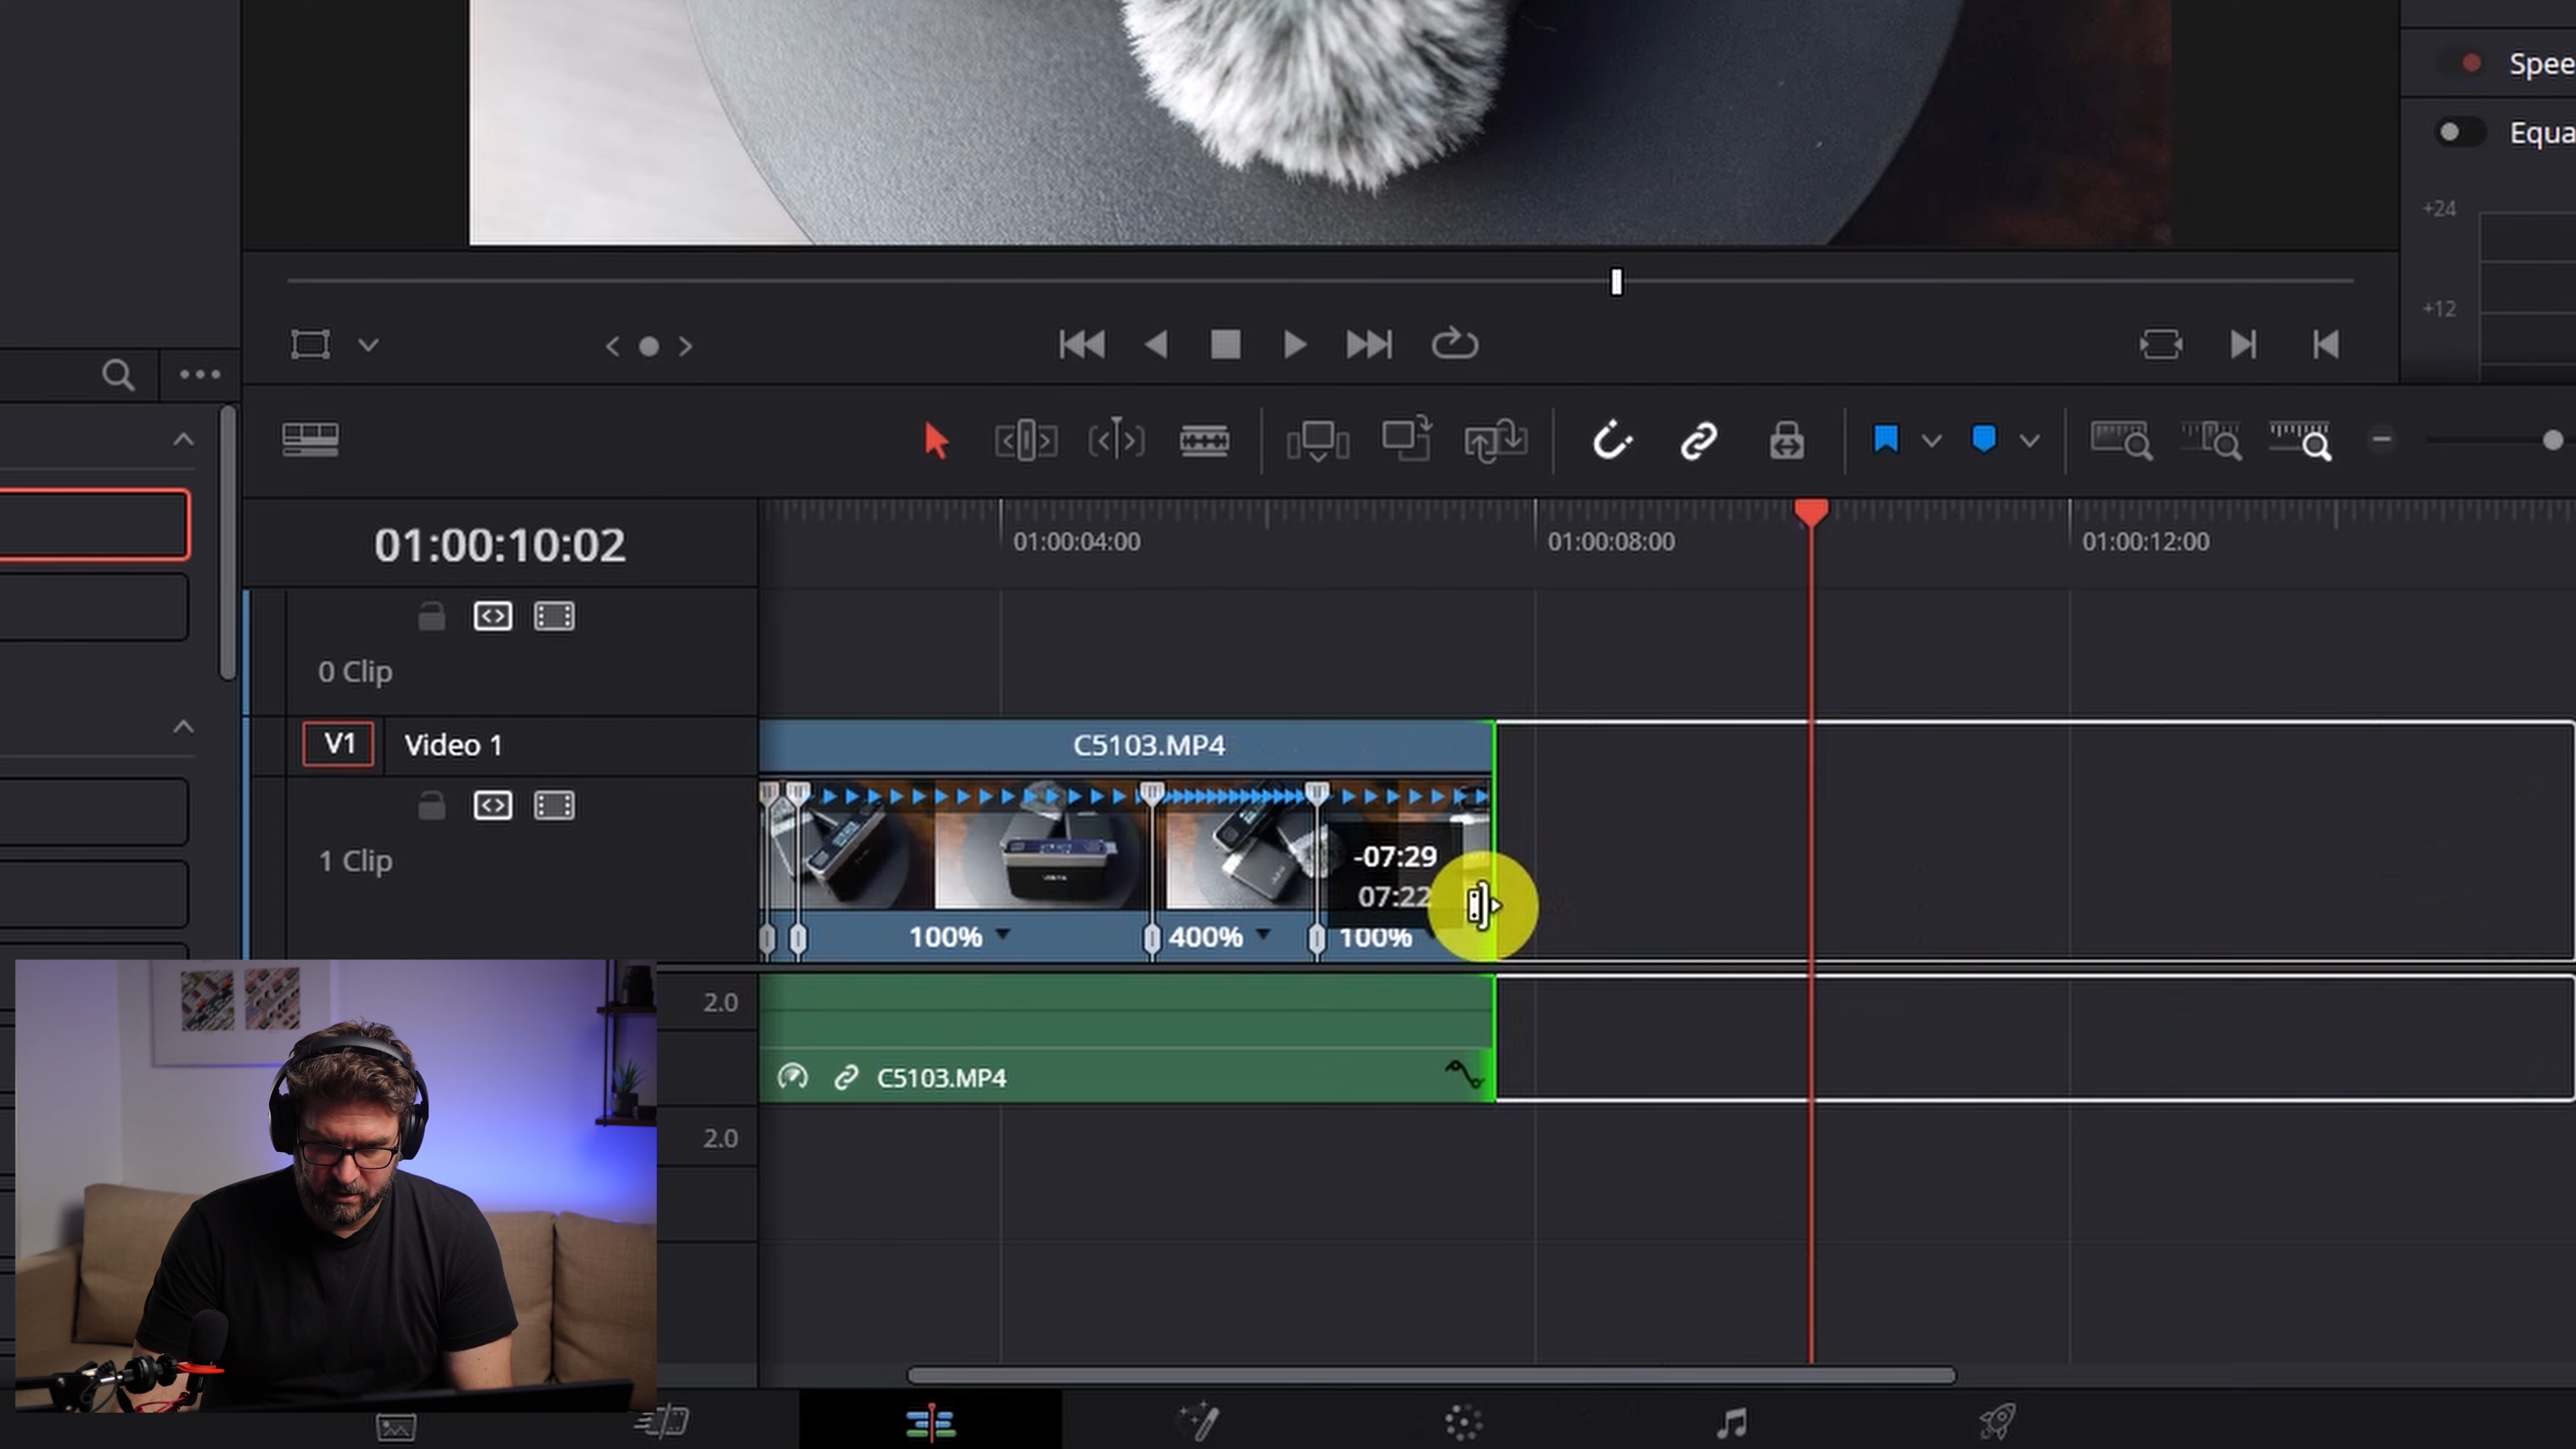 Spee
Equa
+24
+12
01:00:10:02
01:00:04:00
01:00:08:00
01:00:12:00
0 Clip
V1
Video 1
C5103.MP4
1 Clip
-07:29
07:22
100%
400%
100%
2.0
C5103.MP4
2.0